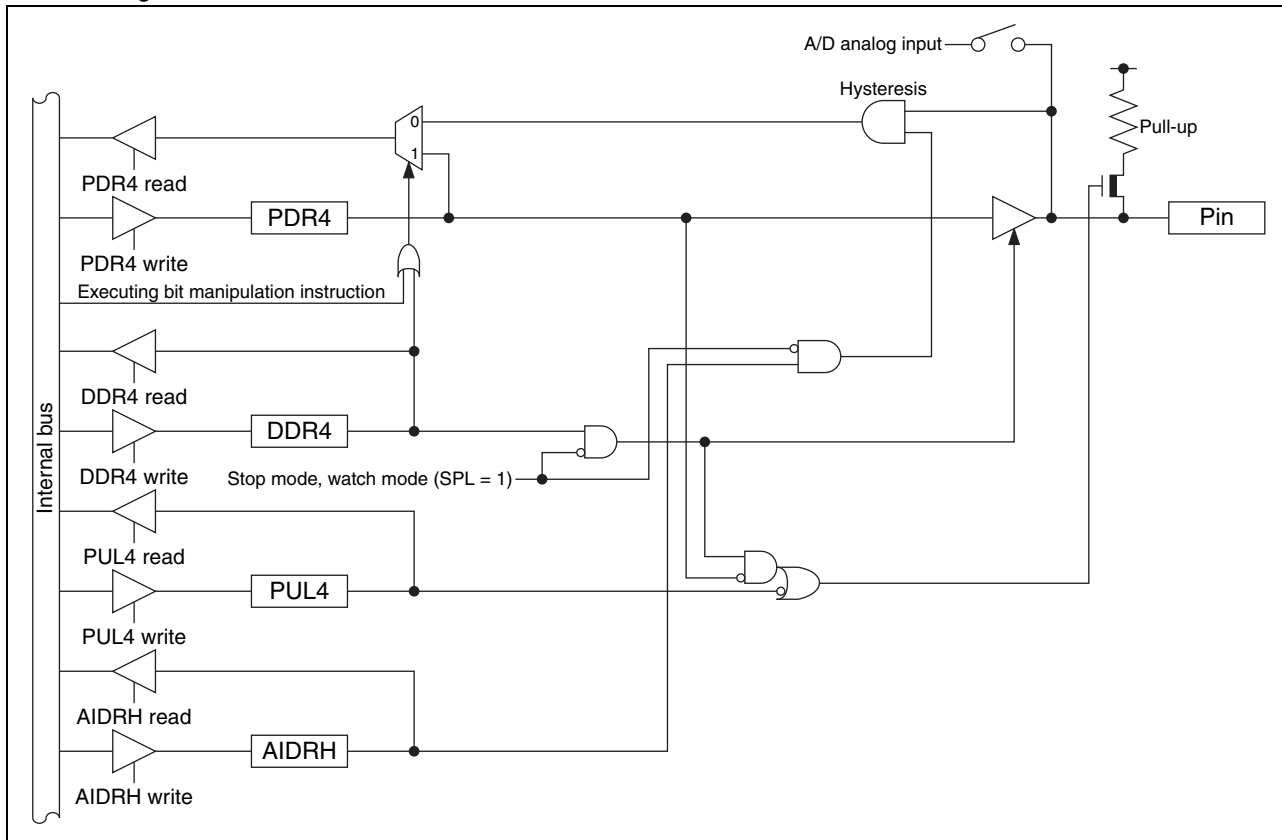 A/D analog input
Hysteresis
0
Pull-up
1
PDR4 read
PDR4
Pin
PDR4 write
Executing bit manipulation instruction
DDR4 read
DDR4
Internal bus
DDR4 write
Stop mode, watch mode (SPL = 1)
PUL4 read
PUL4
PUL4 write
AIDRH read
AIDRH
AIDRH write